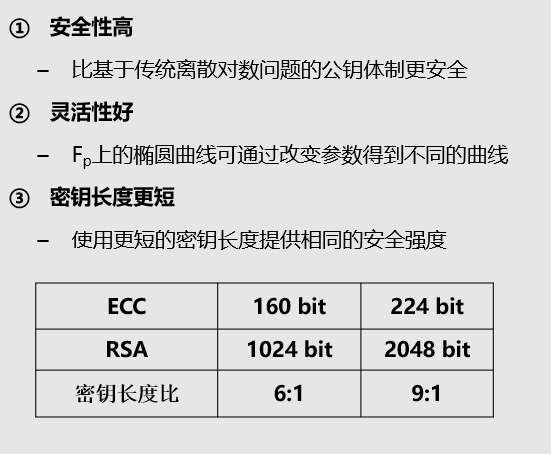 ① 安全性高
– 比基于传统离散对数问题的公钥体制更安全
② 灵活性好
– Fp上的椭圆曲线可通过改变参数得到不同的曲线
③ 密钥长度更短
– 使用更短的密钥长度提供相同的安全强度
ECC 160 bit 224 bit
RSA 1024 bit 2048 bit
密钥长度比 6:1 9:1